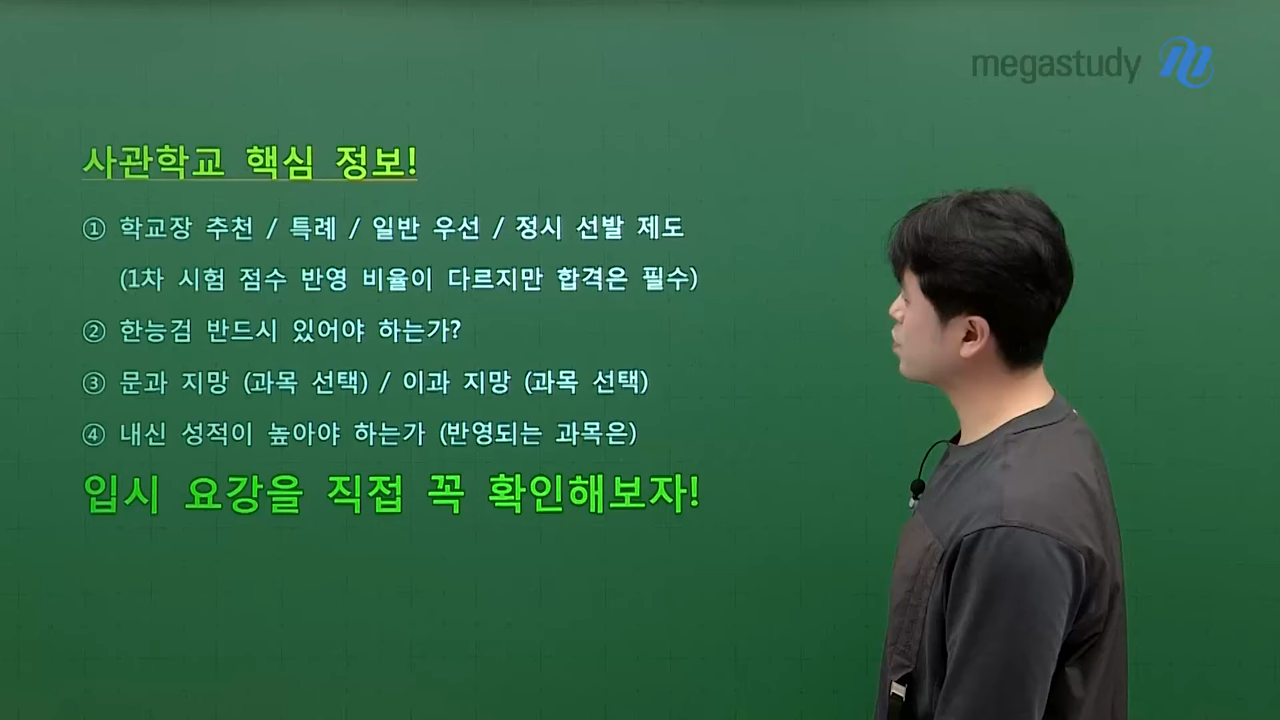 megastudy
사관학교 핵심 정보!
① 학교장 추천 / 특례 / 일반 우선 / 정시 선발 제도
(1차 시험 점수 반영 비율이 다르지만 합격은 필수)
② 한능검 반드시 있어야 하는가?
③ 문과 지망 (과목 선택) / 이과 지망 (과목 선택)
④ 내신 성적이 높아야 하는가 (반영되는 과목은)
입시 요강을 직접 꼭 확인해보자!